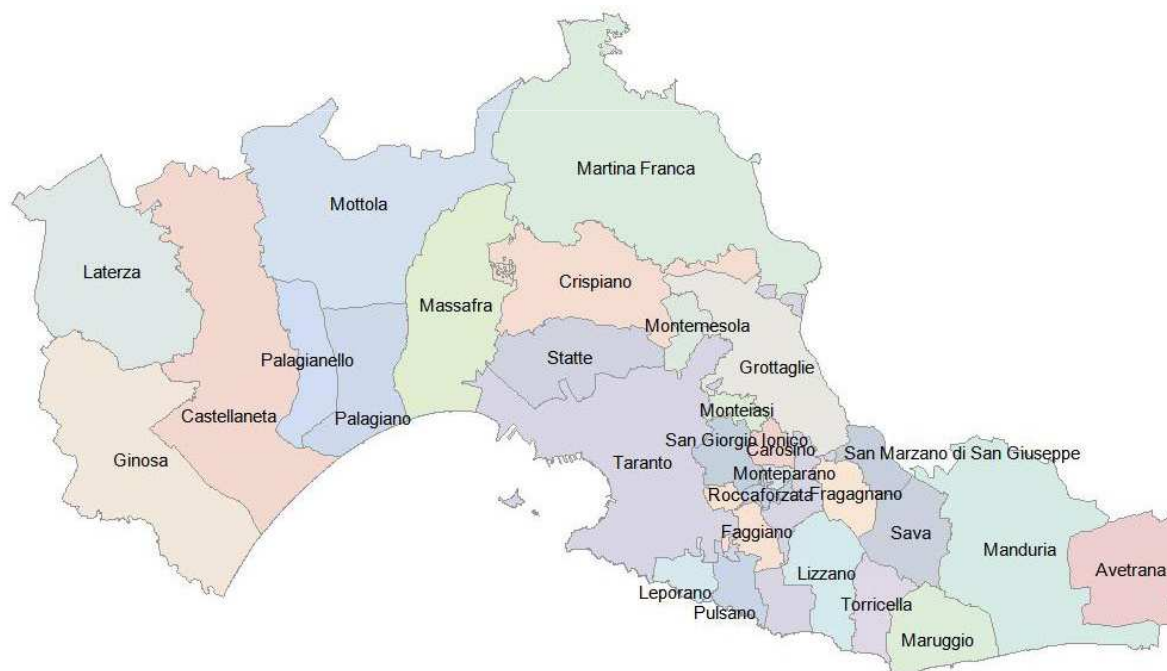 Martina Franca
Mottola
Laterza
Crispiano
Massafra
Montemesola
Statte
Palagianello
Grottaglie
Castellaneta
Palagiano
Monteiasi
San Giorgio Ionico
Carosino
San Marzano di San Giuseppe
Ginosa
Taranto
Monteparano
Roccaforzata
Fragagnano
Faggiano
Sava
Manduria
Avetrana
Lizzano
Leporano
Pulsano
Torricella
Maruggio